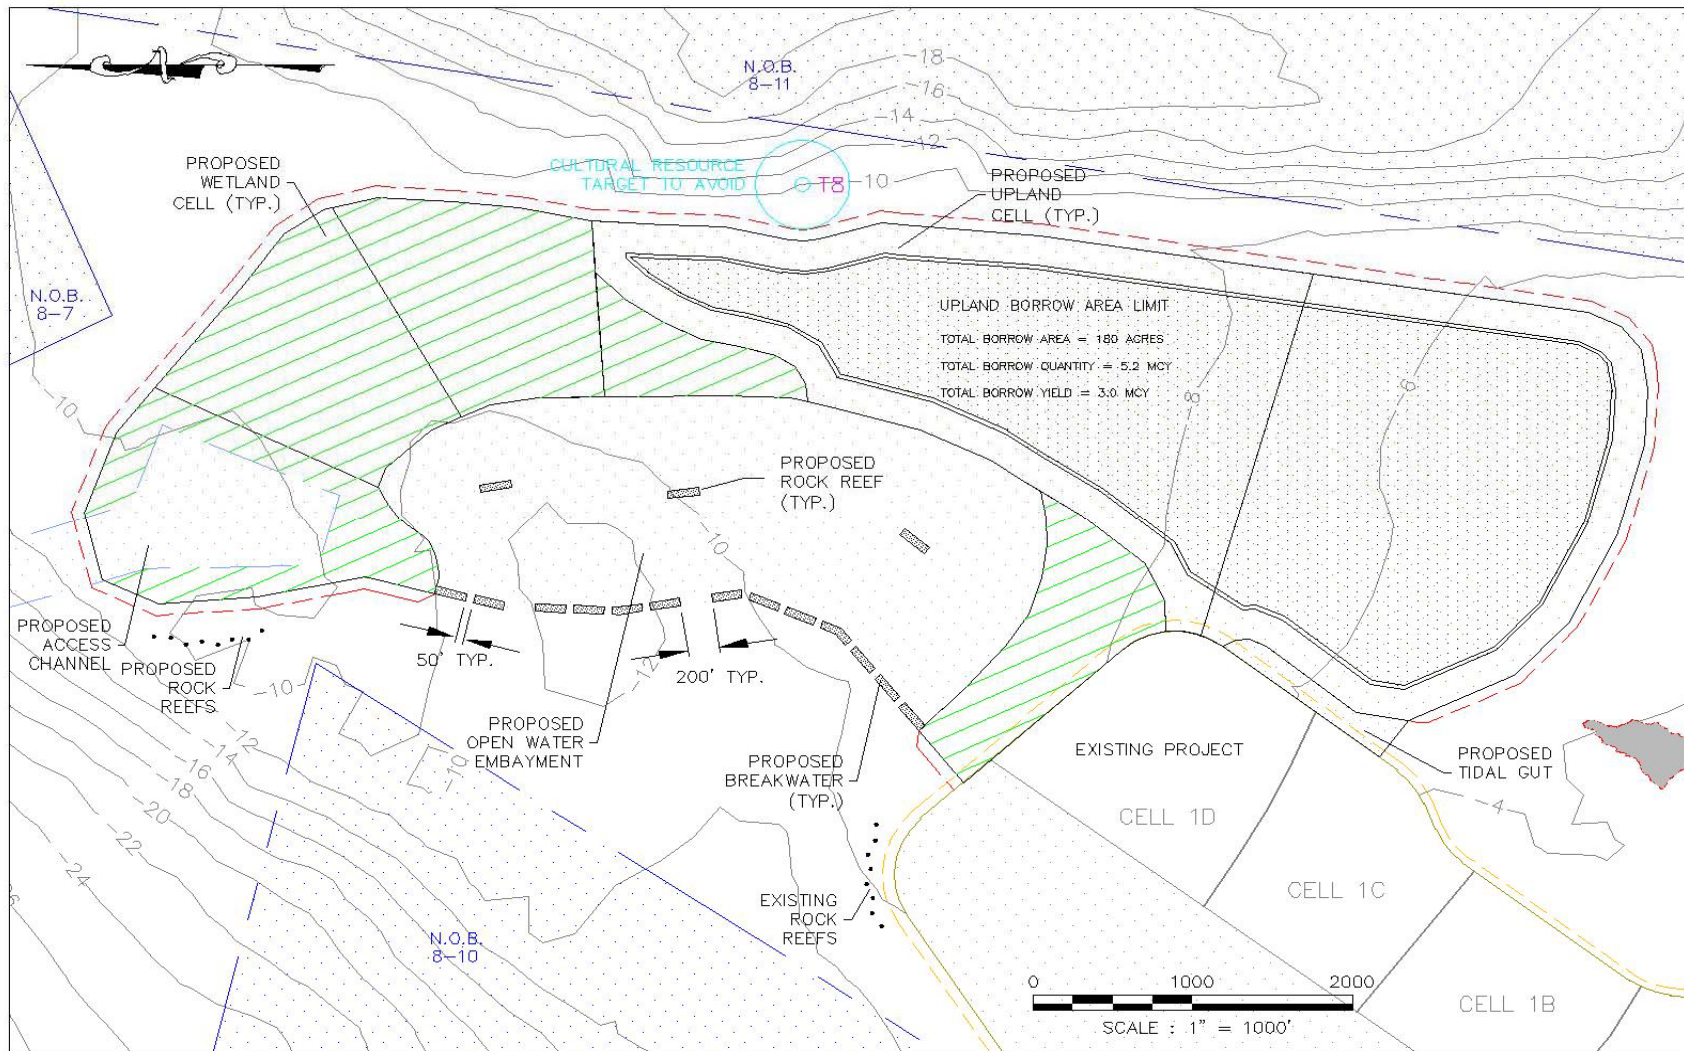 N
N.O.B.
8-11
-18
-16
-14
-12
-10
PROPOSED
WETLAND
CELL (TYP.)
CULTURAL RESOURCE
TARGET TO AVOID
T8
PROPOSED
UPLAND
CELL (TYP.)
N.O.B.
8-7
UPLAND BORROW AREA LIMIT
TOTAL BORROW AREA = 180 ACRES
TOTAL BORROW QUANTITY = 5.2 MCY
TOTAL BORROW YIELD = 3.0 MCY
-10
-8
-6
PROPOSED
ROCK REEF
(TYP.)
-10
PROPOSED
ACCESS
CHANNEL
PROPOSED
ROCK
REEFS
50' TYP.
200' TYP.
-12
-10
-10
-12
-14
-16
-18
-20
-22
-24
PROPOSED
OPEN WATER
EMBAYMENT
PROPOSED
BREAKWATER
(TYP.)
EXISTING PROJECT
PROPOSED
TIDAL GUT
-4
CELL 1D
CELL 1C
CELL 1B
EXISTING
ROCK
REEFS
N.O.B.
8-10
0 1000 2000
SCALE : 1" = 1000'